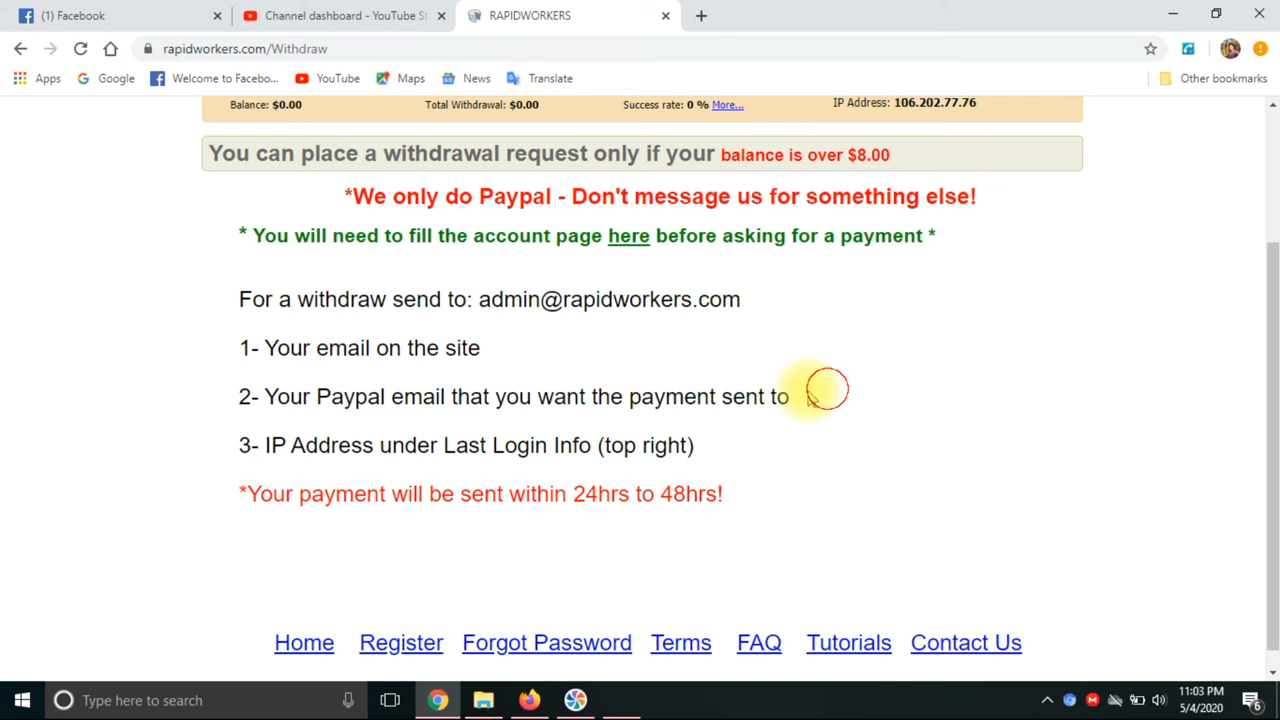 (1) Facebook
Channel dashboard - YouTube St
RAPIDWORKERS
rapidworkers.com/Withdraw
Apps
Google
Welcome to Facebo...
YouTube
Maps
News
Translate
Other bookmarks
Balance: $0.00
Total Withdrawal: $0.00
Success rate: 0 % More...
IP Address: 106.202.77.76
You can place a withdrawal request only if your balance is over $8.00
*We only do Paypal - Don't message us for something else!
* You will need to fill the account page here before asking for a payment *
For a withdraw send to: admin@rapidworkers.com
1- Your email on the site
2- Your Paypal email that you want the payment sent to
3- IP Address under Last Login Info (top right)
*Your payment will be sent within 24hrs to 48hrs!
Home Register Forgot Password Terms FAQ Tutorials Contact Us
Type here to search
11:03 PM
5/4/2020
6